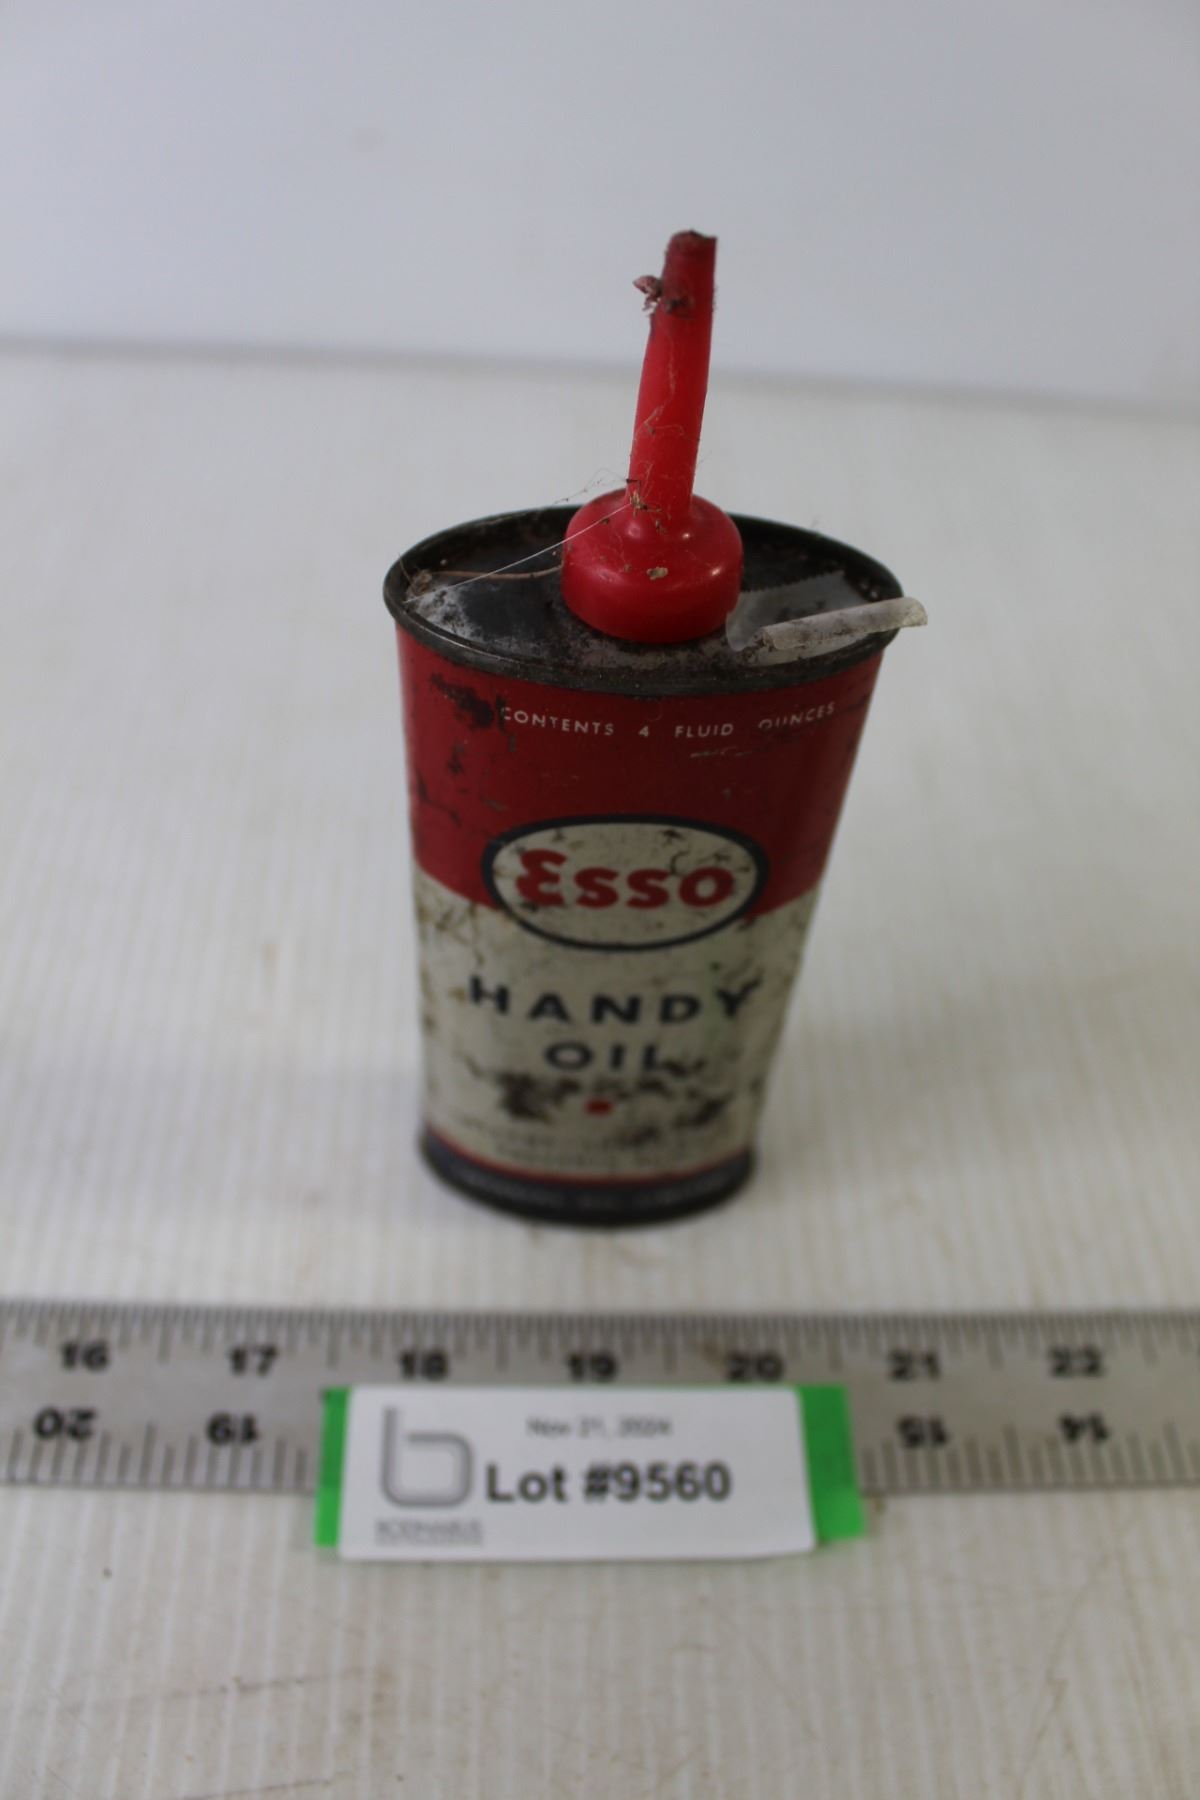 CONTENTS 4 FLUID OUNCES
Esso
HANDY
OIL
16 17 18 19 20 21 22
20 19 15 14
Nov 21, 2024
Lot #9560